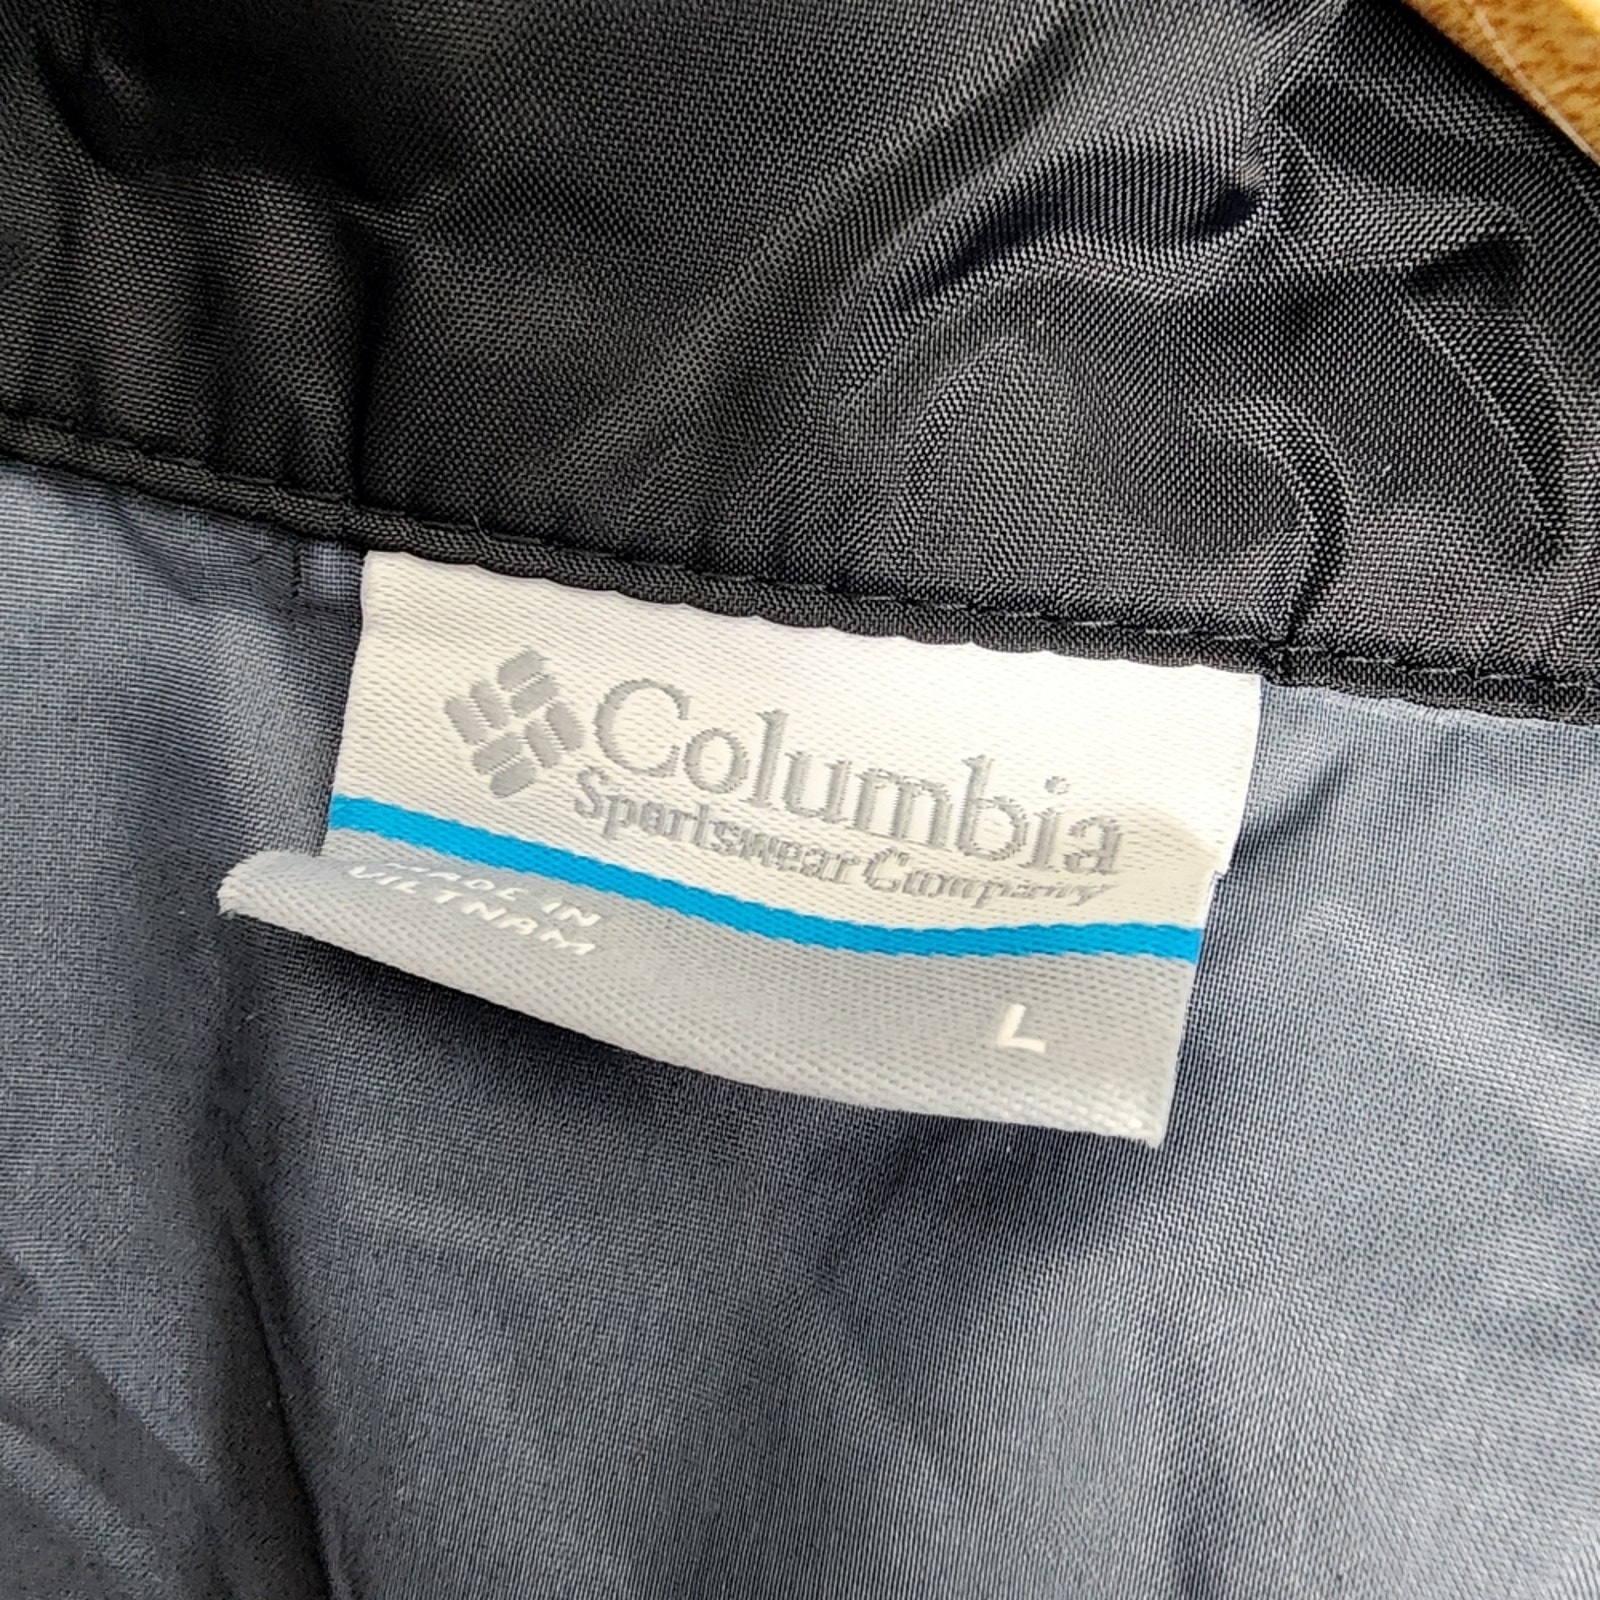 Columbia
Sportswear Company
MADE IN
VIETNAM
L